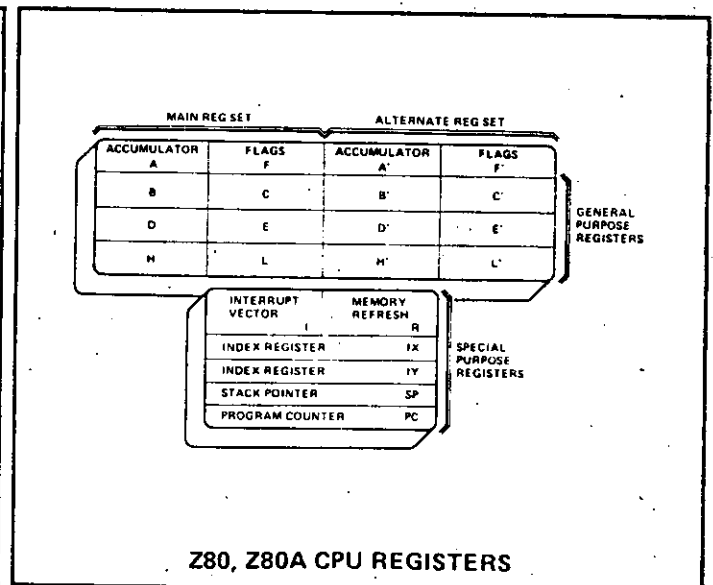 MAIN REG SET ALTERNATE REG SET
ACCUMULATOR FLAGS ACCUMULATOR FLAGS
A F A' F'
B C B' C'
D E D' E'
H L H' L'
GENERAL
PURPOSE
REGISTERS
INTERRUPT MEMORY
VECTOR REFRESH
I R
INDEX REGISTER IX
INDEX REGISTER IY
STACK POINTER SP
PROGRAM COUNTER PC
SPECIAL
PURPOSE
REGISTERS
Z80, Z80A CPU REGISTERS